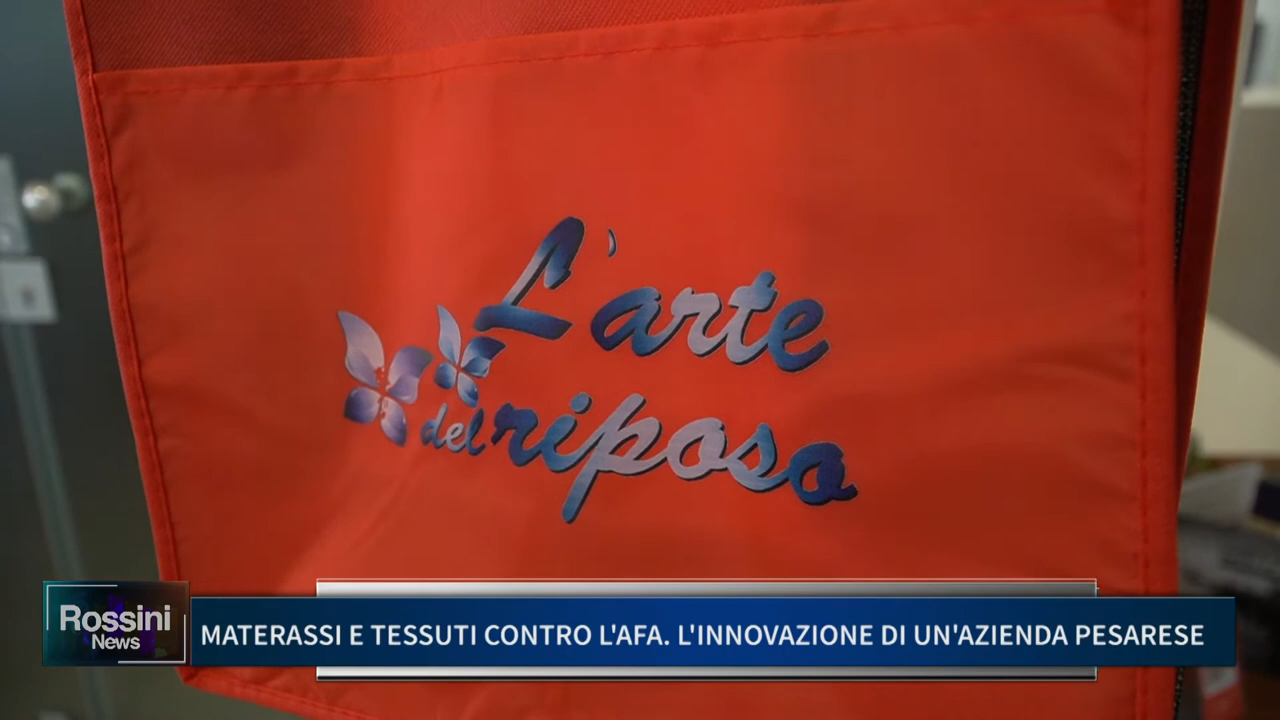 L'arte
del riposo
Rossini
News
MATERASSI E TESSUTI CONTRO L'AFA. L'INNOVAZIONE DI UN'AZIENDA PESARESE